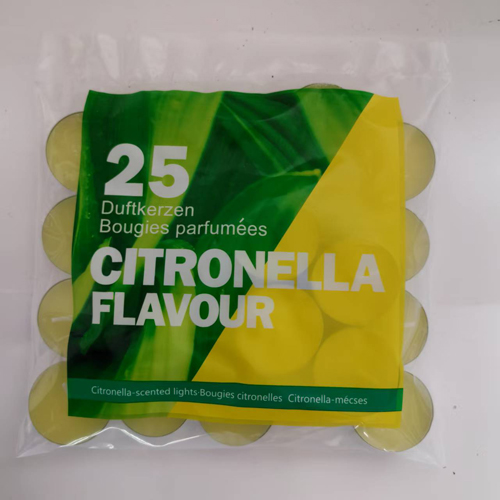 25
Duftkerzen
Bougies parfumées
CITRONELLA
FLAVOUR
Citronella-scented lights Bougies citronelles Citronella-mécses